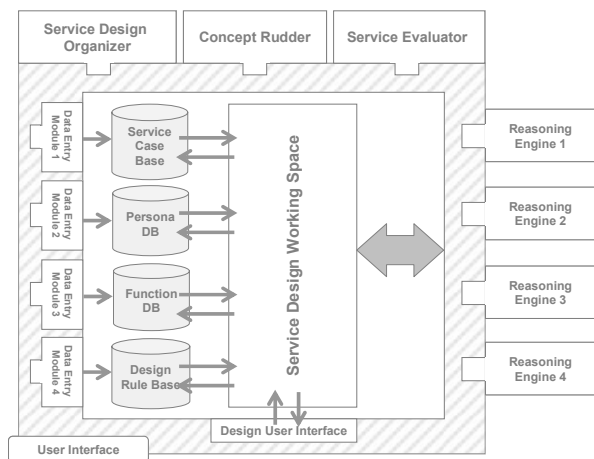 Service Design
Organizer
Concept Rudder
Service Evaluator
Data Entry
Module 1
Service
Case
Base
Reasoning
Engine 1
Data Entry
Module 2
Persona
DB
Reasoning
Engine 2
Service Design Working Space
Data Entry
Module 3
Function
DB
Reasoning
Engine 3
Data Entry
Module 4
Design
Rule Base
Reasoning
Engine 4
Design User Interface
User Interface